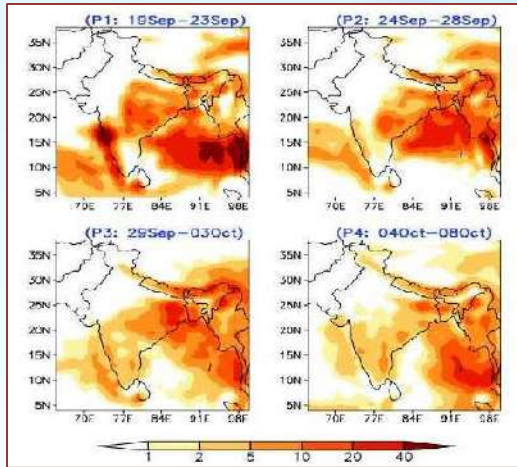 (P1: 19Sep-23Sep)
(P2: 24Sep-28Sep)
35N
30N
25N
20N
15N
10N
5N
35N
30N
25N
20N
15N
10N
5N
70E 77E 84E 91E 98E
70E 77E 84E 91E 98E
(P3: 29Sep-03Oct)
(P4: 04Oct-08Oct)
35N
30N
25N
20N
15N
10N
5N
35N
30N
25N
20N
15N
10N
5N
70E 77E 84E 91E 98E
70E 77E 84E 91E 98E
1 2 5 10 20 40